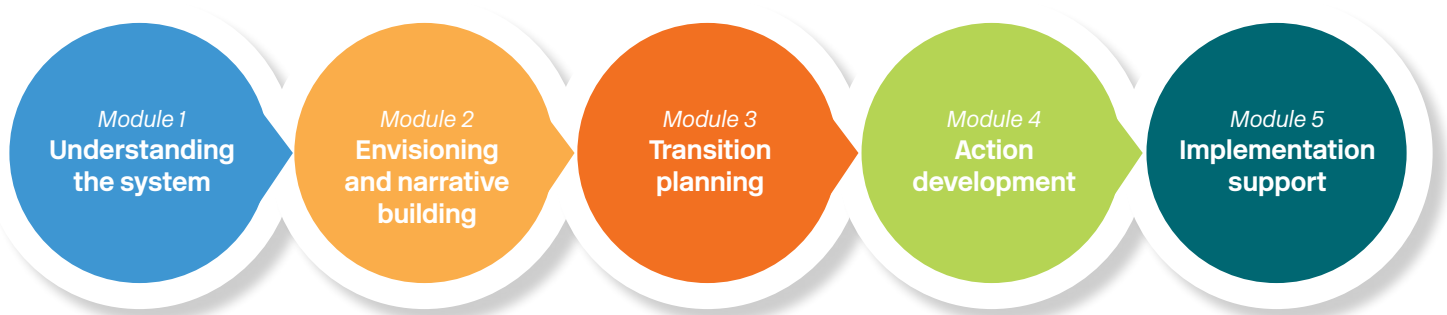 Module 1
Understanding
the system
Module 2
Envisioning
and narrative
building
Module 3
Transition
planning
Module 4
Action
development
Module 5
Implementation
support